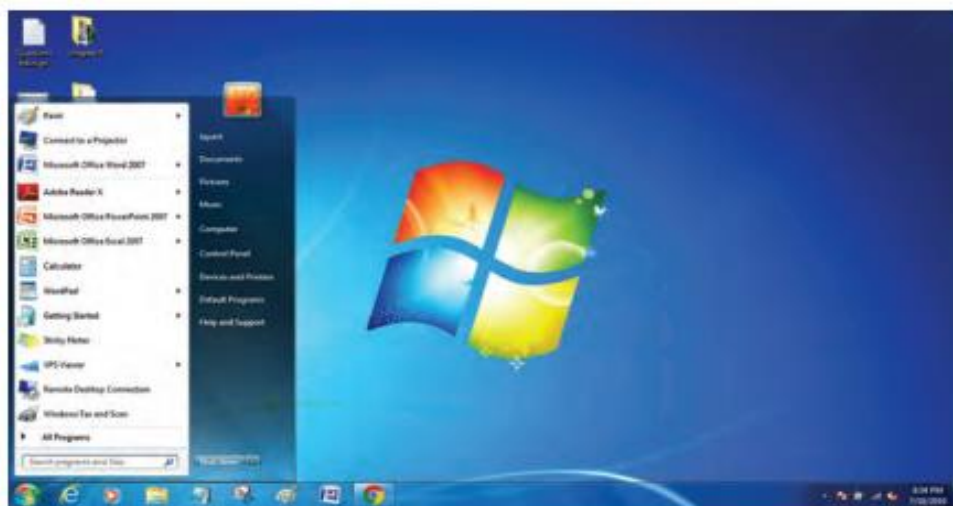 Paint
Connect to a Projector
Microsoft Office Word 2007
Adobe Reader X
Microsoft Office PowerPoint 2007
Microsoft Office Excel 2007
Calculator
WordPad
Getting Started
Sticky Notes
XPS Viewer
Remote Desktop Connection
Windows Fax and Scan
All Programs
Search programs and files
Documents
Pictures
Music
Computer
Control Panel
Devices and Printers
Default Programs
Help and Support